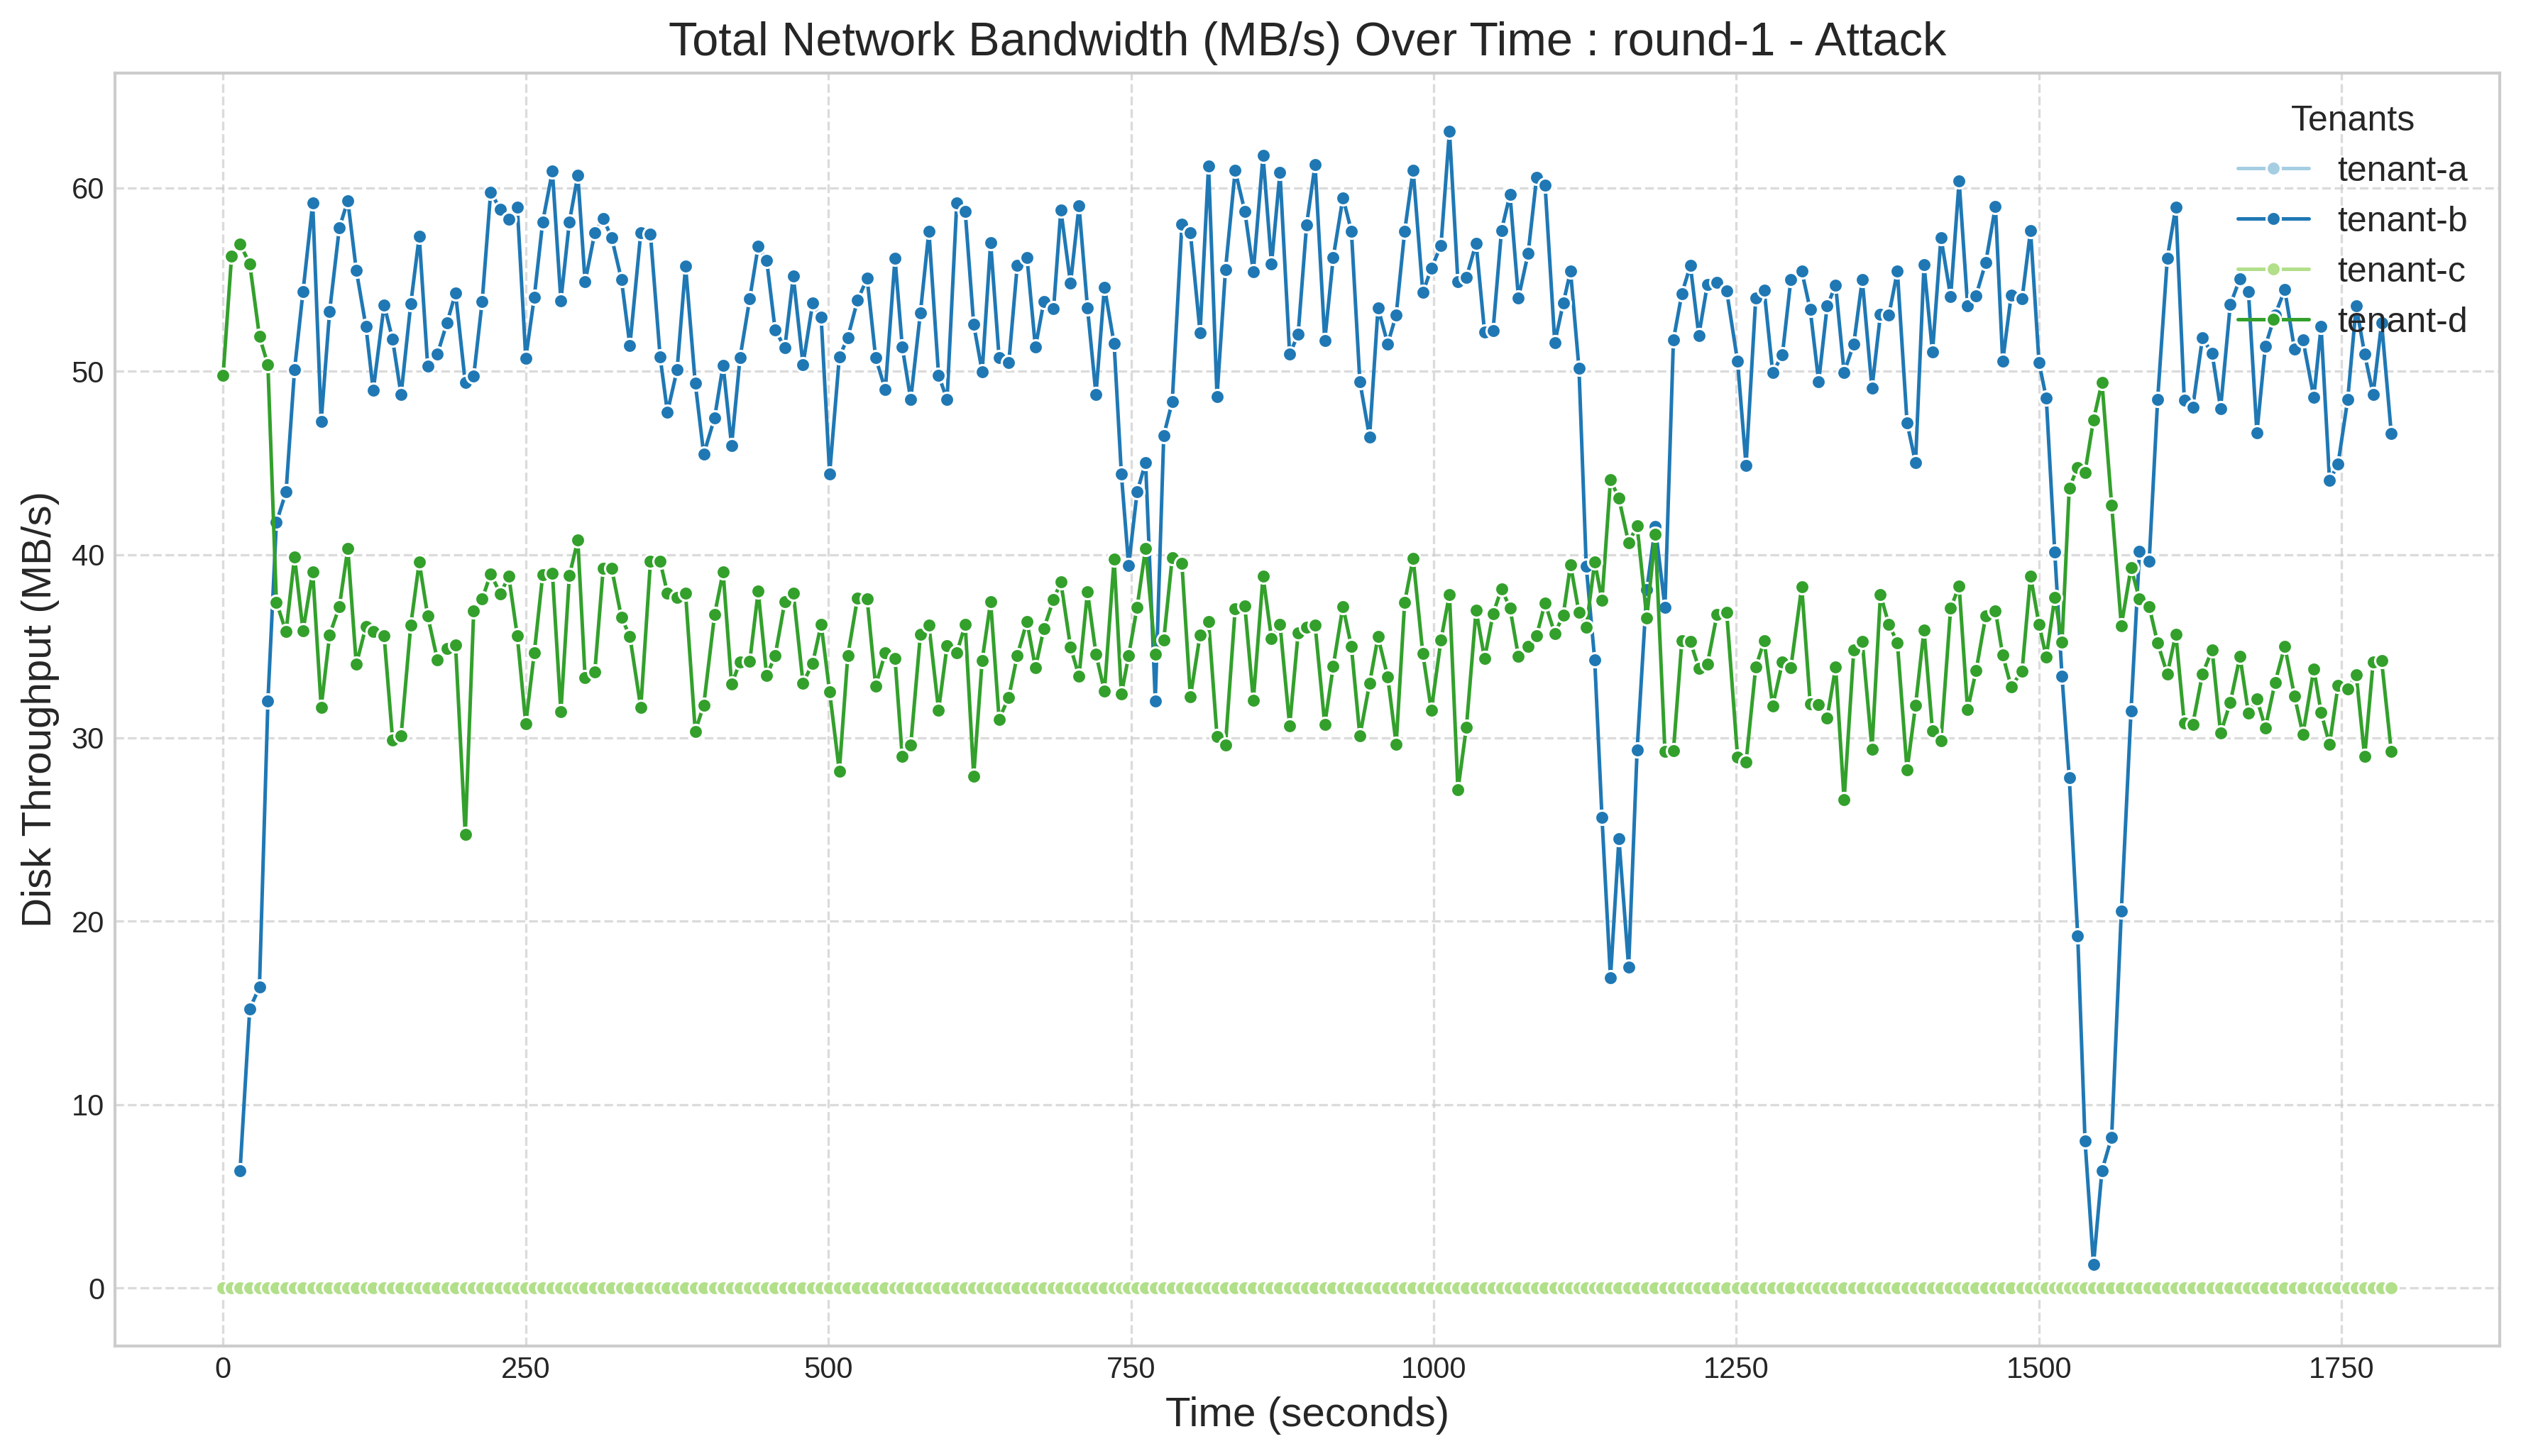 Total Network Bandwidth (MB/s) Over Time : round-1 - Attack
Tenants
tenant-a
tenant-b
tenant-c
tenant-d
Disk Throughput (MB/s)
60
50
40
30
20
10
0
0 250 500 750 1000 1250 1500 1750
Time (seconds)